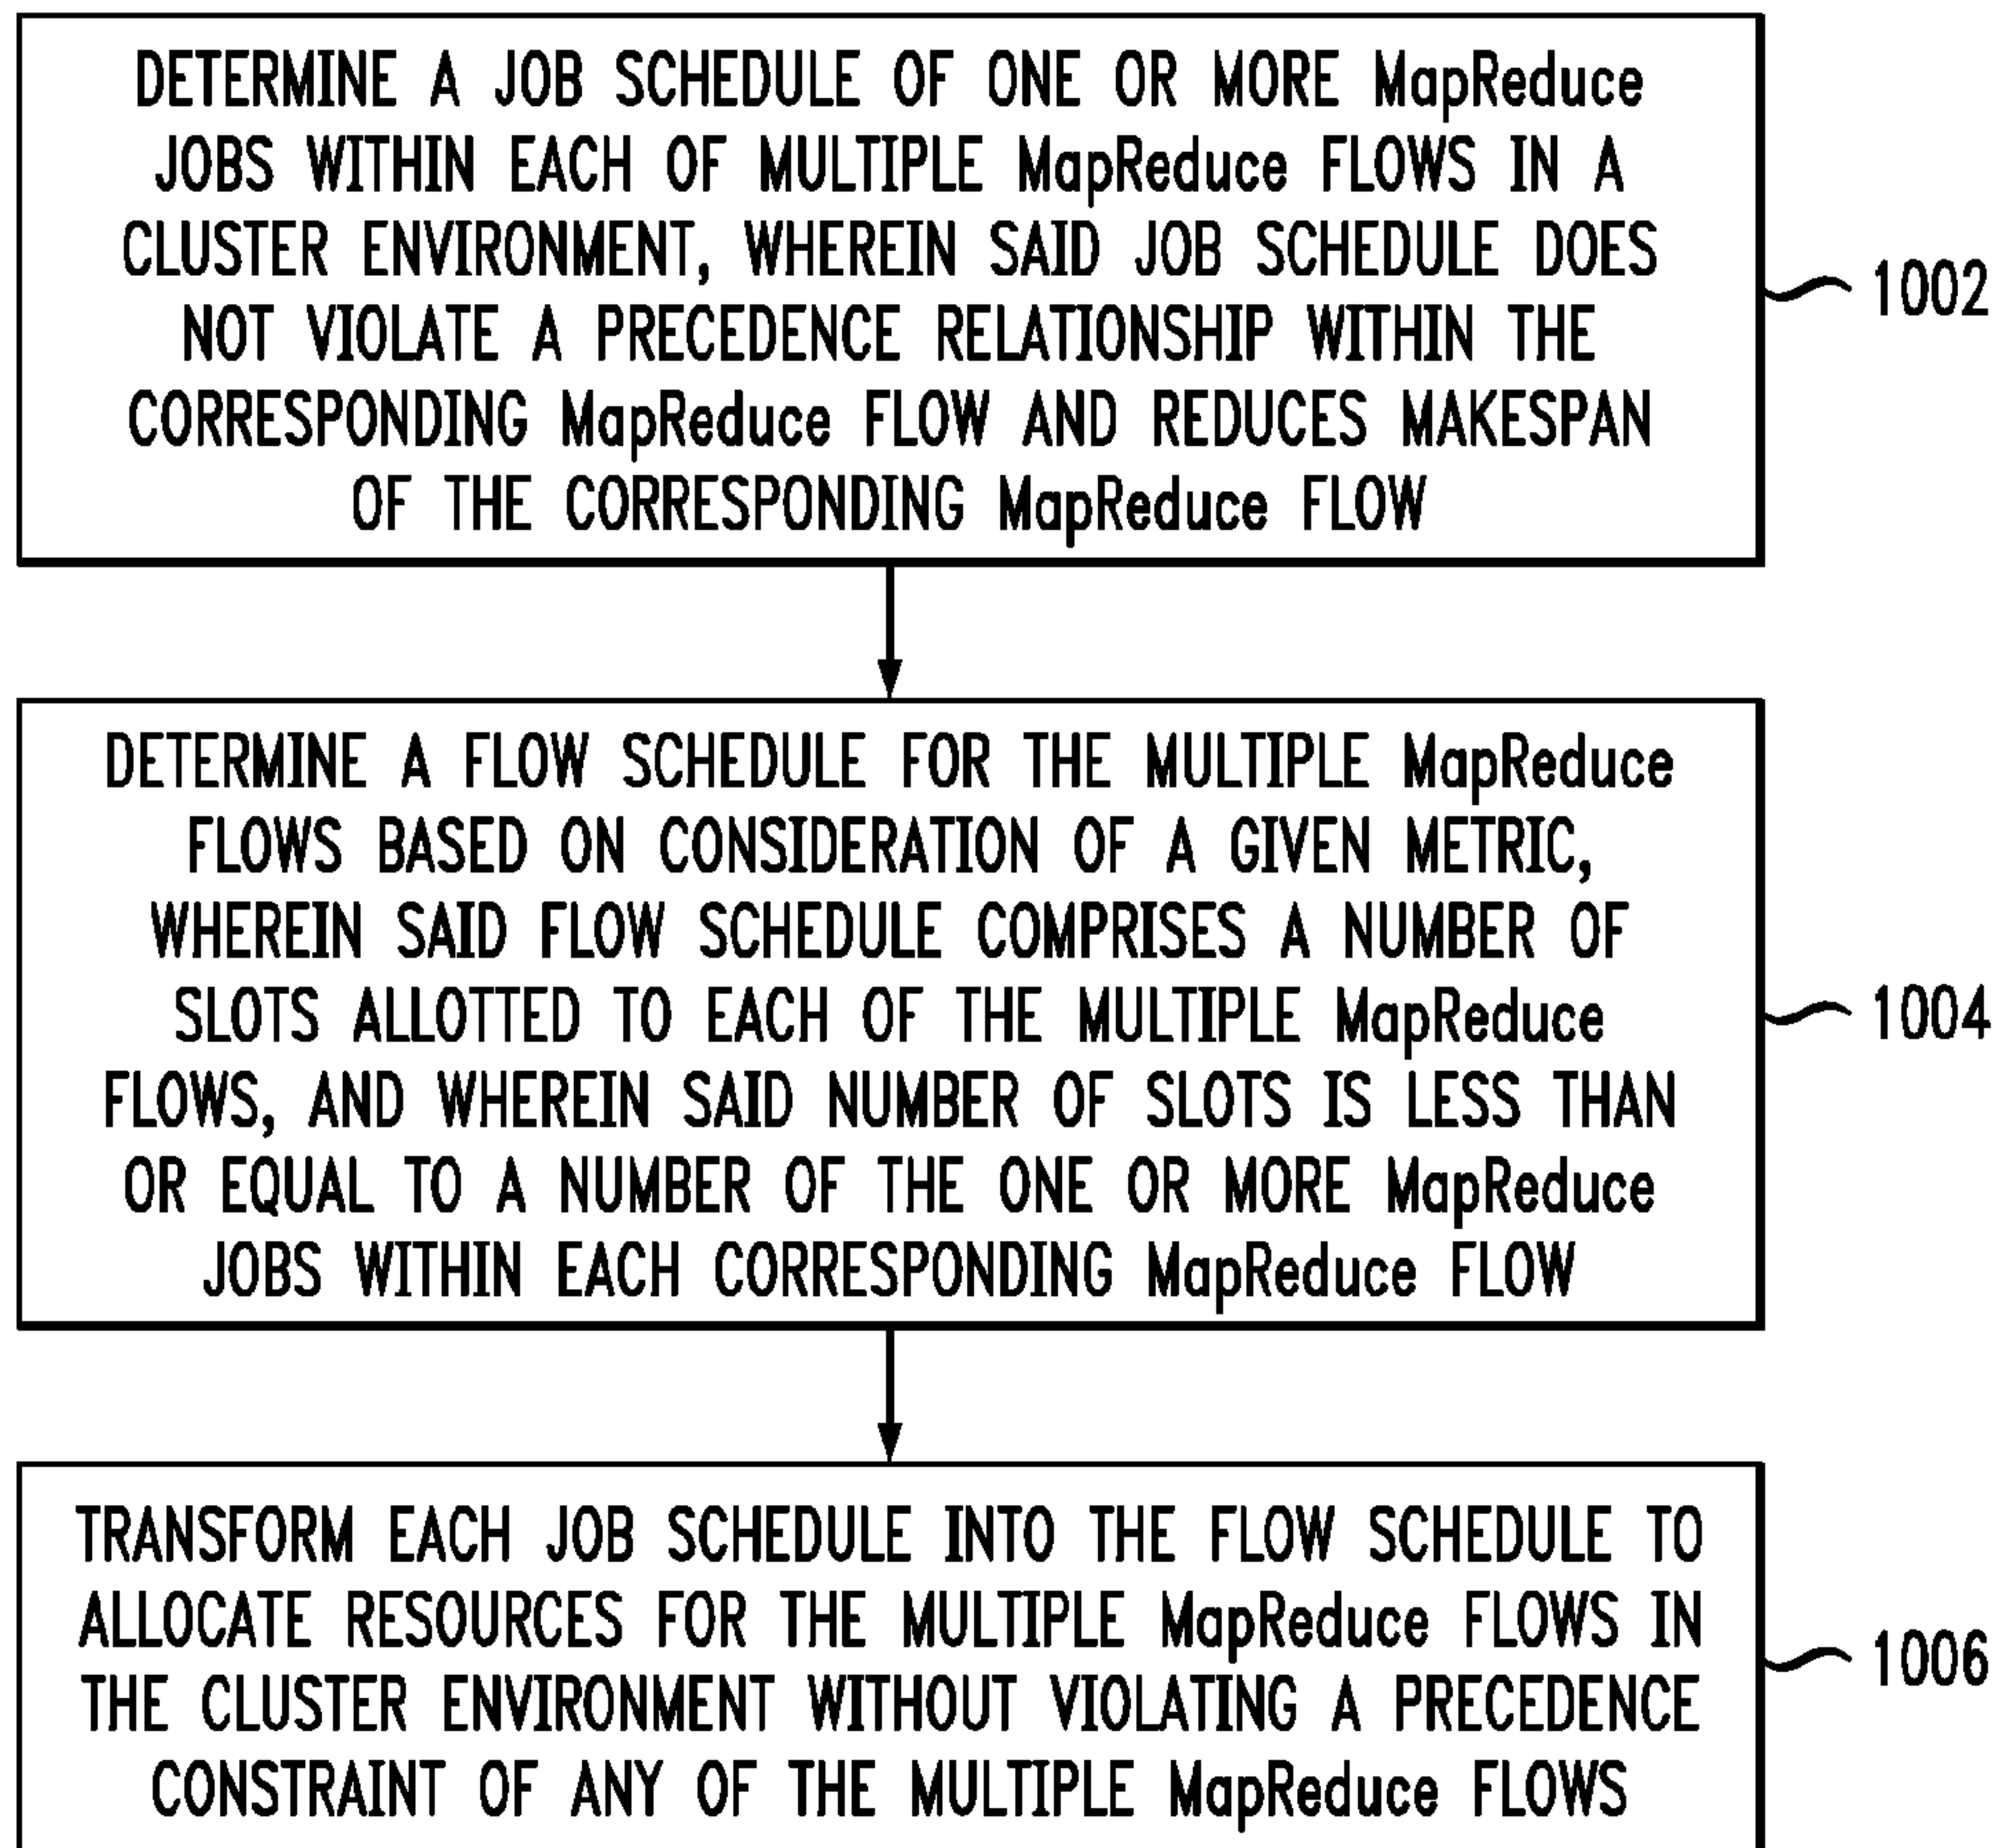 DETERMINE A JOB SCHEDULE OF ONE OR MORE MapReduce
JOBS WITHIN EACH OF MULTIPLE MapReduce FLOWS IN A
CLUSTER ENVIRONMENT, WHEREIN SAID JOB SCHEDULE DOES
NOT VIOLATE A PRECEDENCE RELATIONSHIP WITHIN THE
CORRESPONDING MapReduce FLOW AND REDUCES MAKESPAN
OF THE CORRESPONDING MapReduce FLOW
1002
DETERMINE A FLOW SCHEDULE FOR THE MULTIPLE MapReduce
FLOWS BASED ON CONSIDERATION OF A GIVEN METRIC,
WHEREIN SAID FLOW SCHEDULE COMPRISES A NUMBER OF
SLOTS ALLOTTED TO EACH OF THE MULTIPLE MapReduce
FLOWS, AND WHEREIN SAID NUMBER OF SLOTS IS LESS THAN
OR EQUAL TO A NUMBER OF THE ONE OR MORE MapReduce
JOBS WITHIN EACH CORRESPONDING MapReduce FLOW
1004
TRANSFORM EACH JOB SCHEDULE INTO THE FLOW SCHEDULE TO
ALLOCATE RESOURCES FOR THE MULTIPLE MapReduce FLOWS IN
THE CLUSTER ENVIRONMENT WITHOUT VIOLATING A PRECEDENCE
CONSTRAINT OF ANY OF THE MULTIPLE MapReduce FLOWS
1006